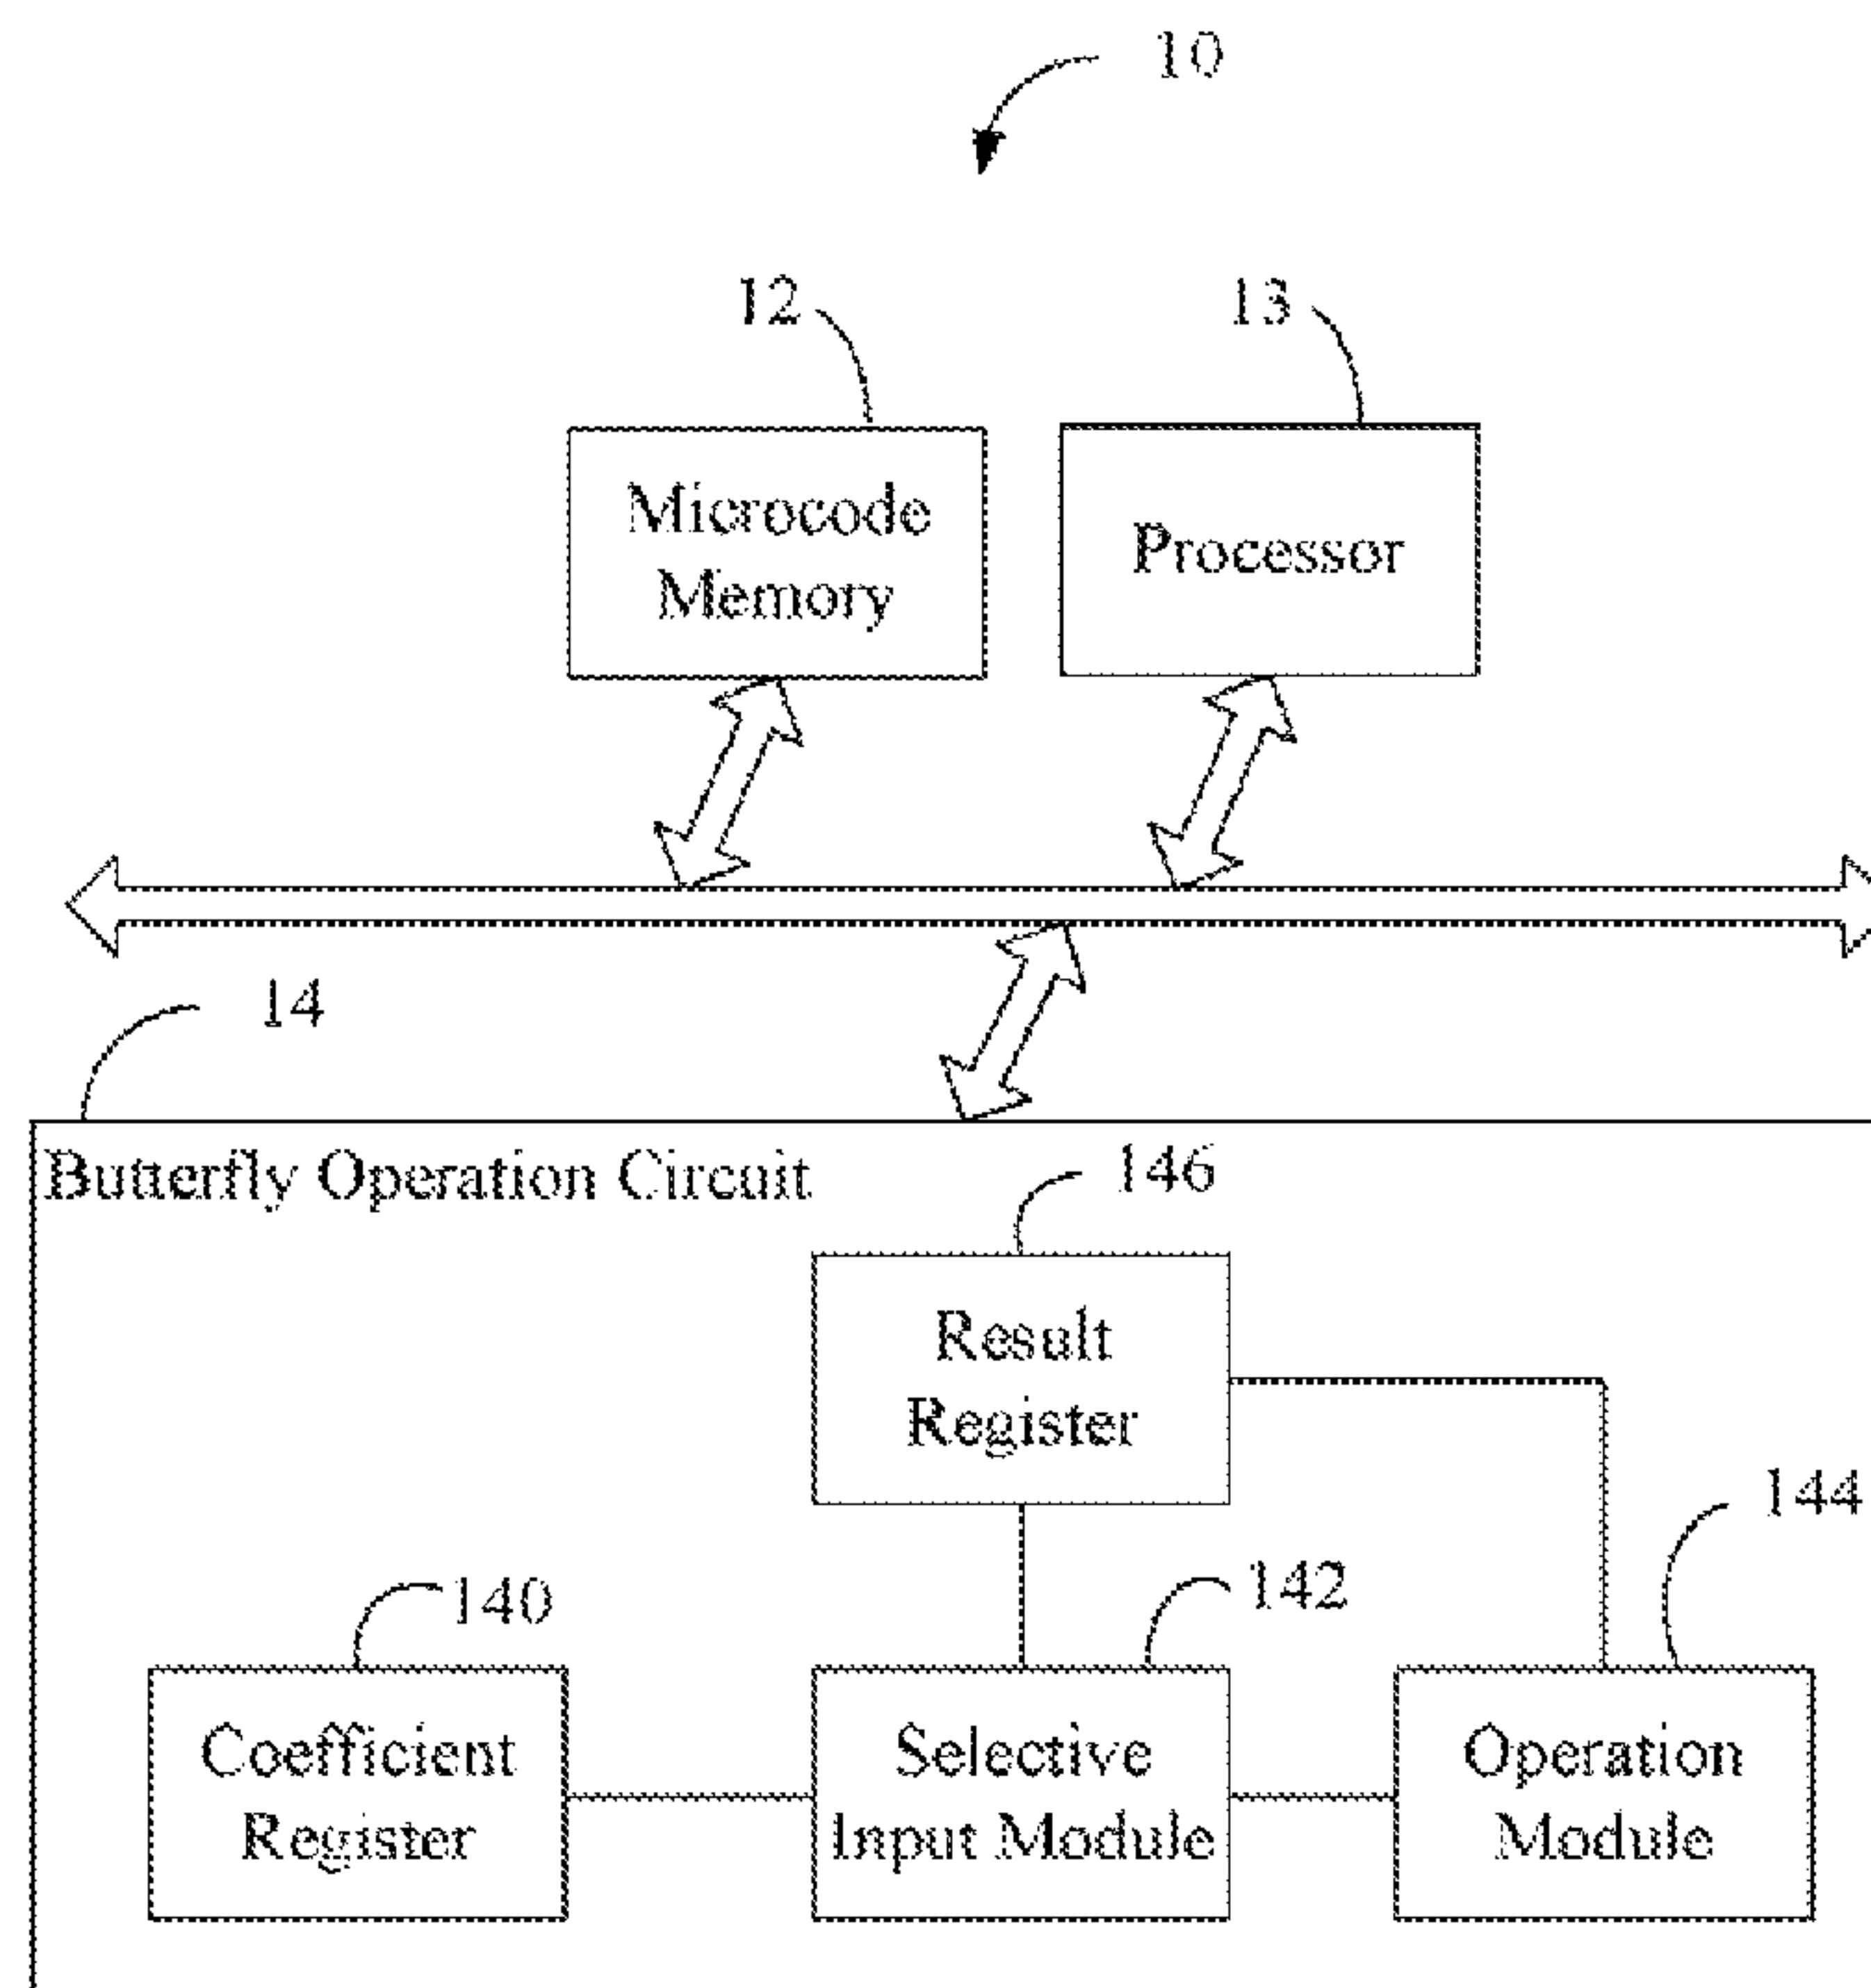 10
12
13
Microcode
Memory
Processor
14
Butterfly Operation Circuit
146
Result
Register
144
140
142
Coefficient
Register
Selective
Input Module
Operation
Module